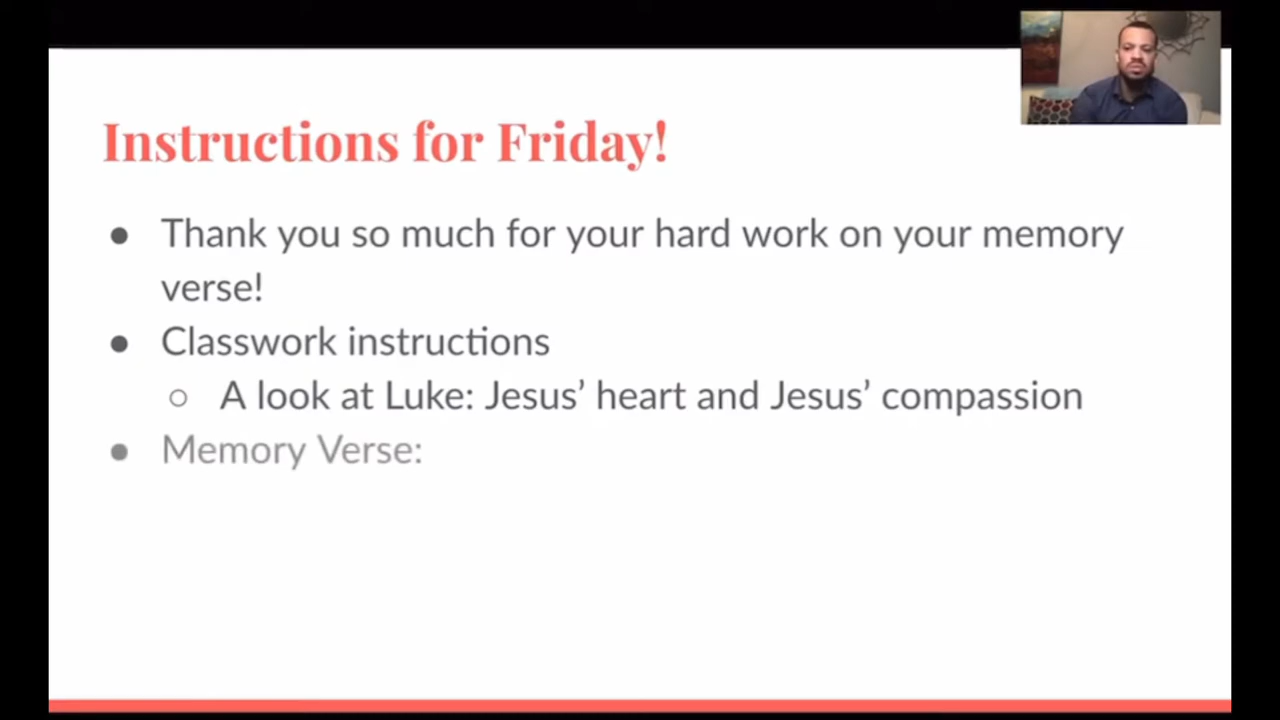 Instructions for Friday!
● Thank you so much for your hard work on your memory
verse!
● Classwork instructions
○ A look at Luke: Jesus’ heart and Jesus’ compassion
● Memory Verse: